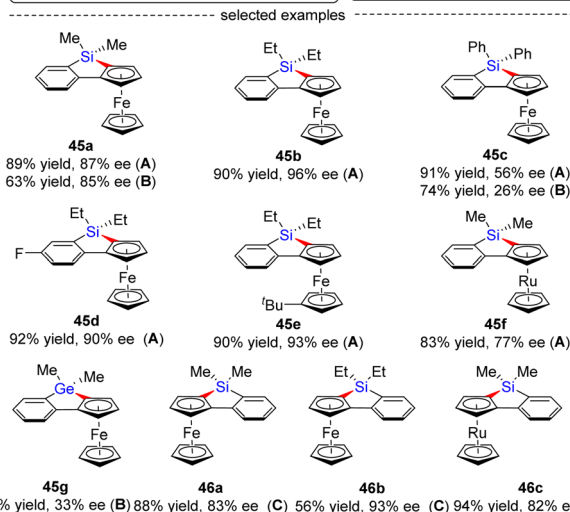 selected examples
Me Me Si Fe
Et Et Si Fe
Ph Ph Si Fe
45a
89% yield, 87% ee (A)
63% yield, 85% ee (B)
45b
90% yield, 96% ee (A)
45c
91% yield, 56% ee (A)
74% yield, 26% ee (B)
Et Et Si F Fe
Et Et Si Fe tBu
Me Me Si Ru
45d
92% yield, 90% ee (A)
45e
90% yield, 93% ee (A)
45f
83% yield, 77% ee (A)
Me Me Ge Fe
Me Me Si Fe
Et Et Si Fe
Me Me Si Ru
45g
% yield, 33% ee (B)
46a
88% yield, 83% ee (C)
46b
56% yield, 93% ee (C)
46c
94% yield, 82% e